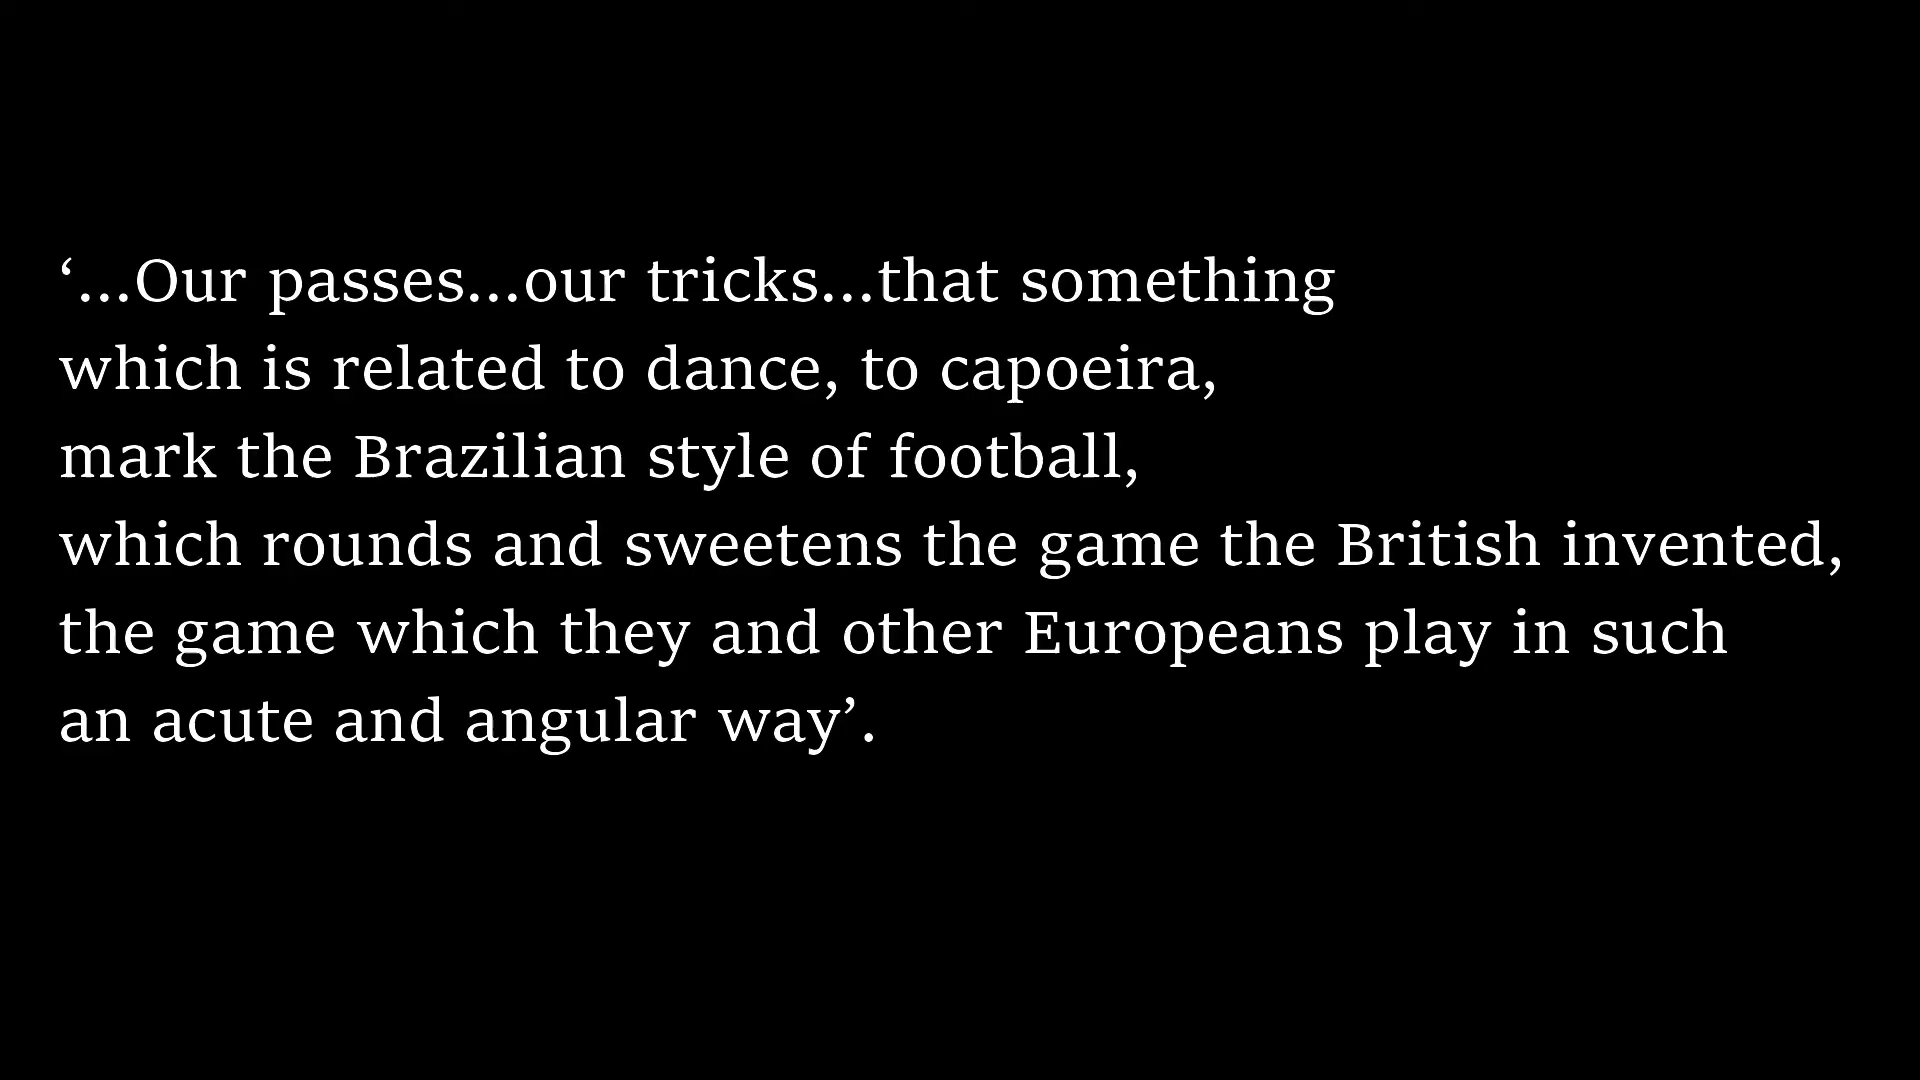 ‘...Our passes...our tricks...that something
which is related to dance, to capoeira,
mark the Brazilian style of football,
which rounds and sweetens the game the British invented,
the game which they and other Europeans play in such
an acute and angular way’.